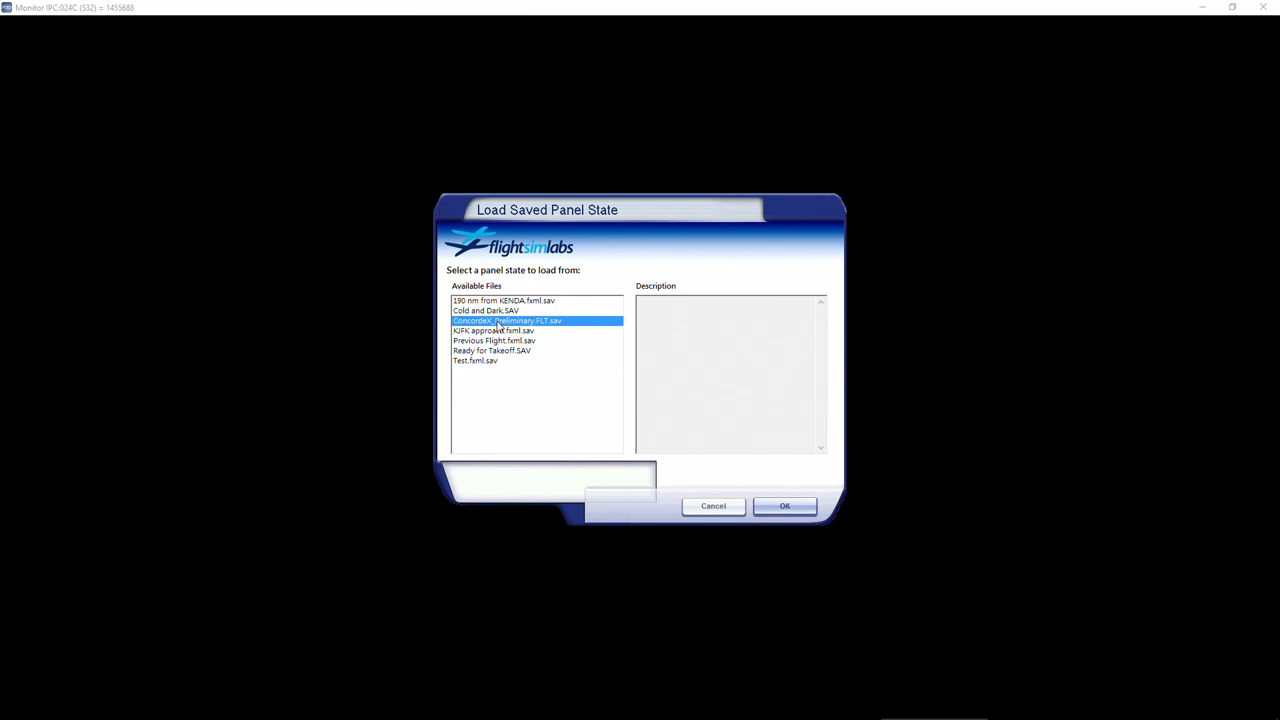 Monitor IPC:024C (S32) = 1455688
Load Saved Panel State
flightsimlabs
Select a panel state to load from:
Available Files
Description
190 nm from KENDA.fxml.sav
Cold and Dark.SAV
ConcordeX_Preliminary.FLT.sav
KJFK approach.fxml.sav
Previous Flight.fxml.sav
Ready for Takeoff.SAV
Test.fxml.sav
Cancel
OK